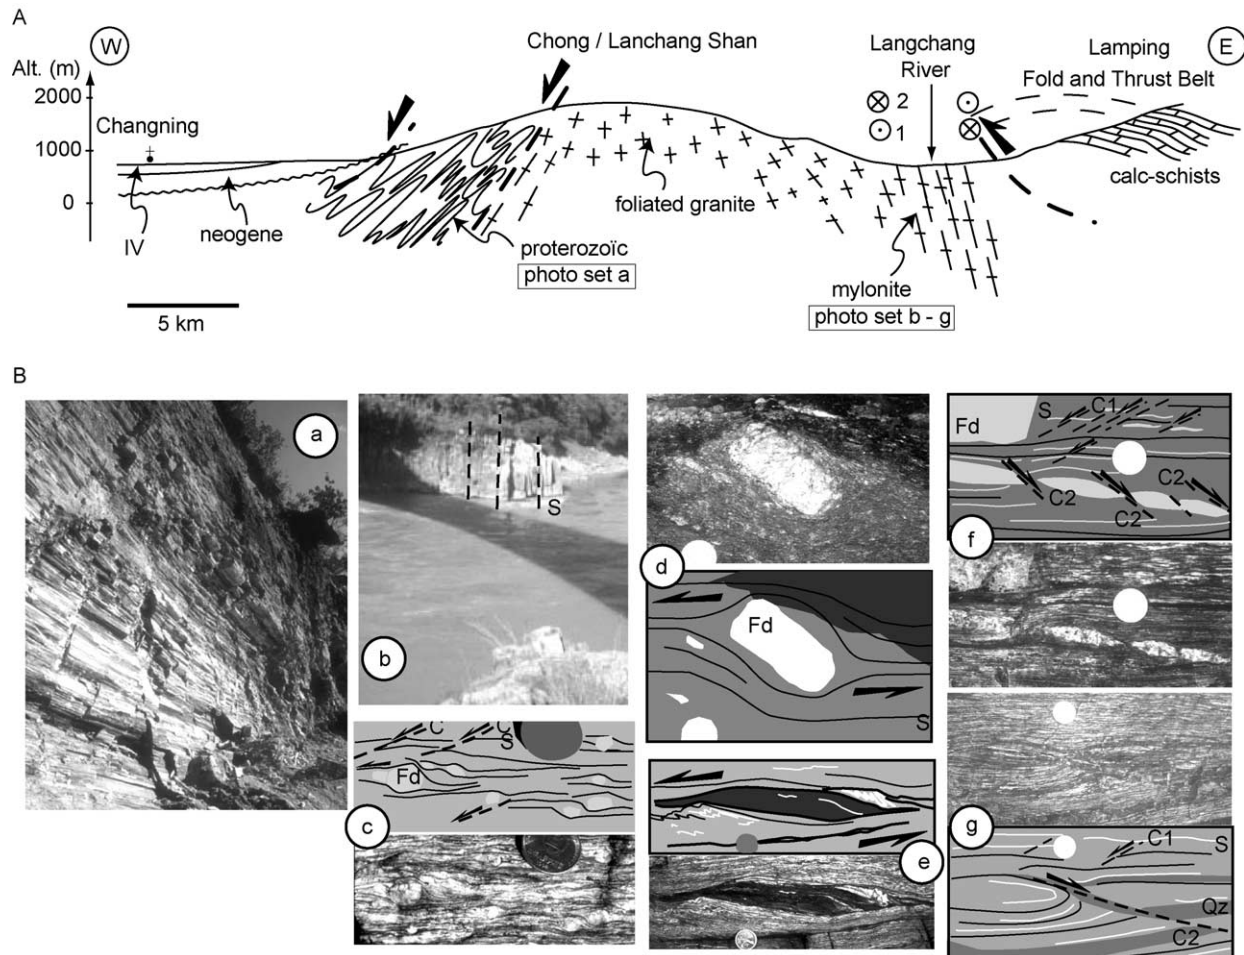 A
W
Chong / Lanchang Shan
Langchang
River
Lamping
Fold and Thrust Belt
E
Alt. (m)
2000
1000
0
Changning
2
1
IV
neogene
proterozoïc
photo set a
foliated granite
mylonite
photo set b - g
calc-schists
5 km
B
a
b
S
c
C
C
S
Fd
d
Fd
S
e
f
Fd
S
C1
C2
C2
C2
g
C1
S
Qz
C2